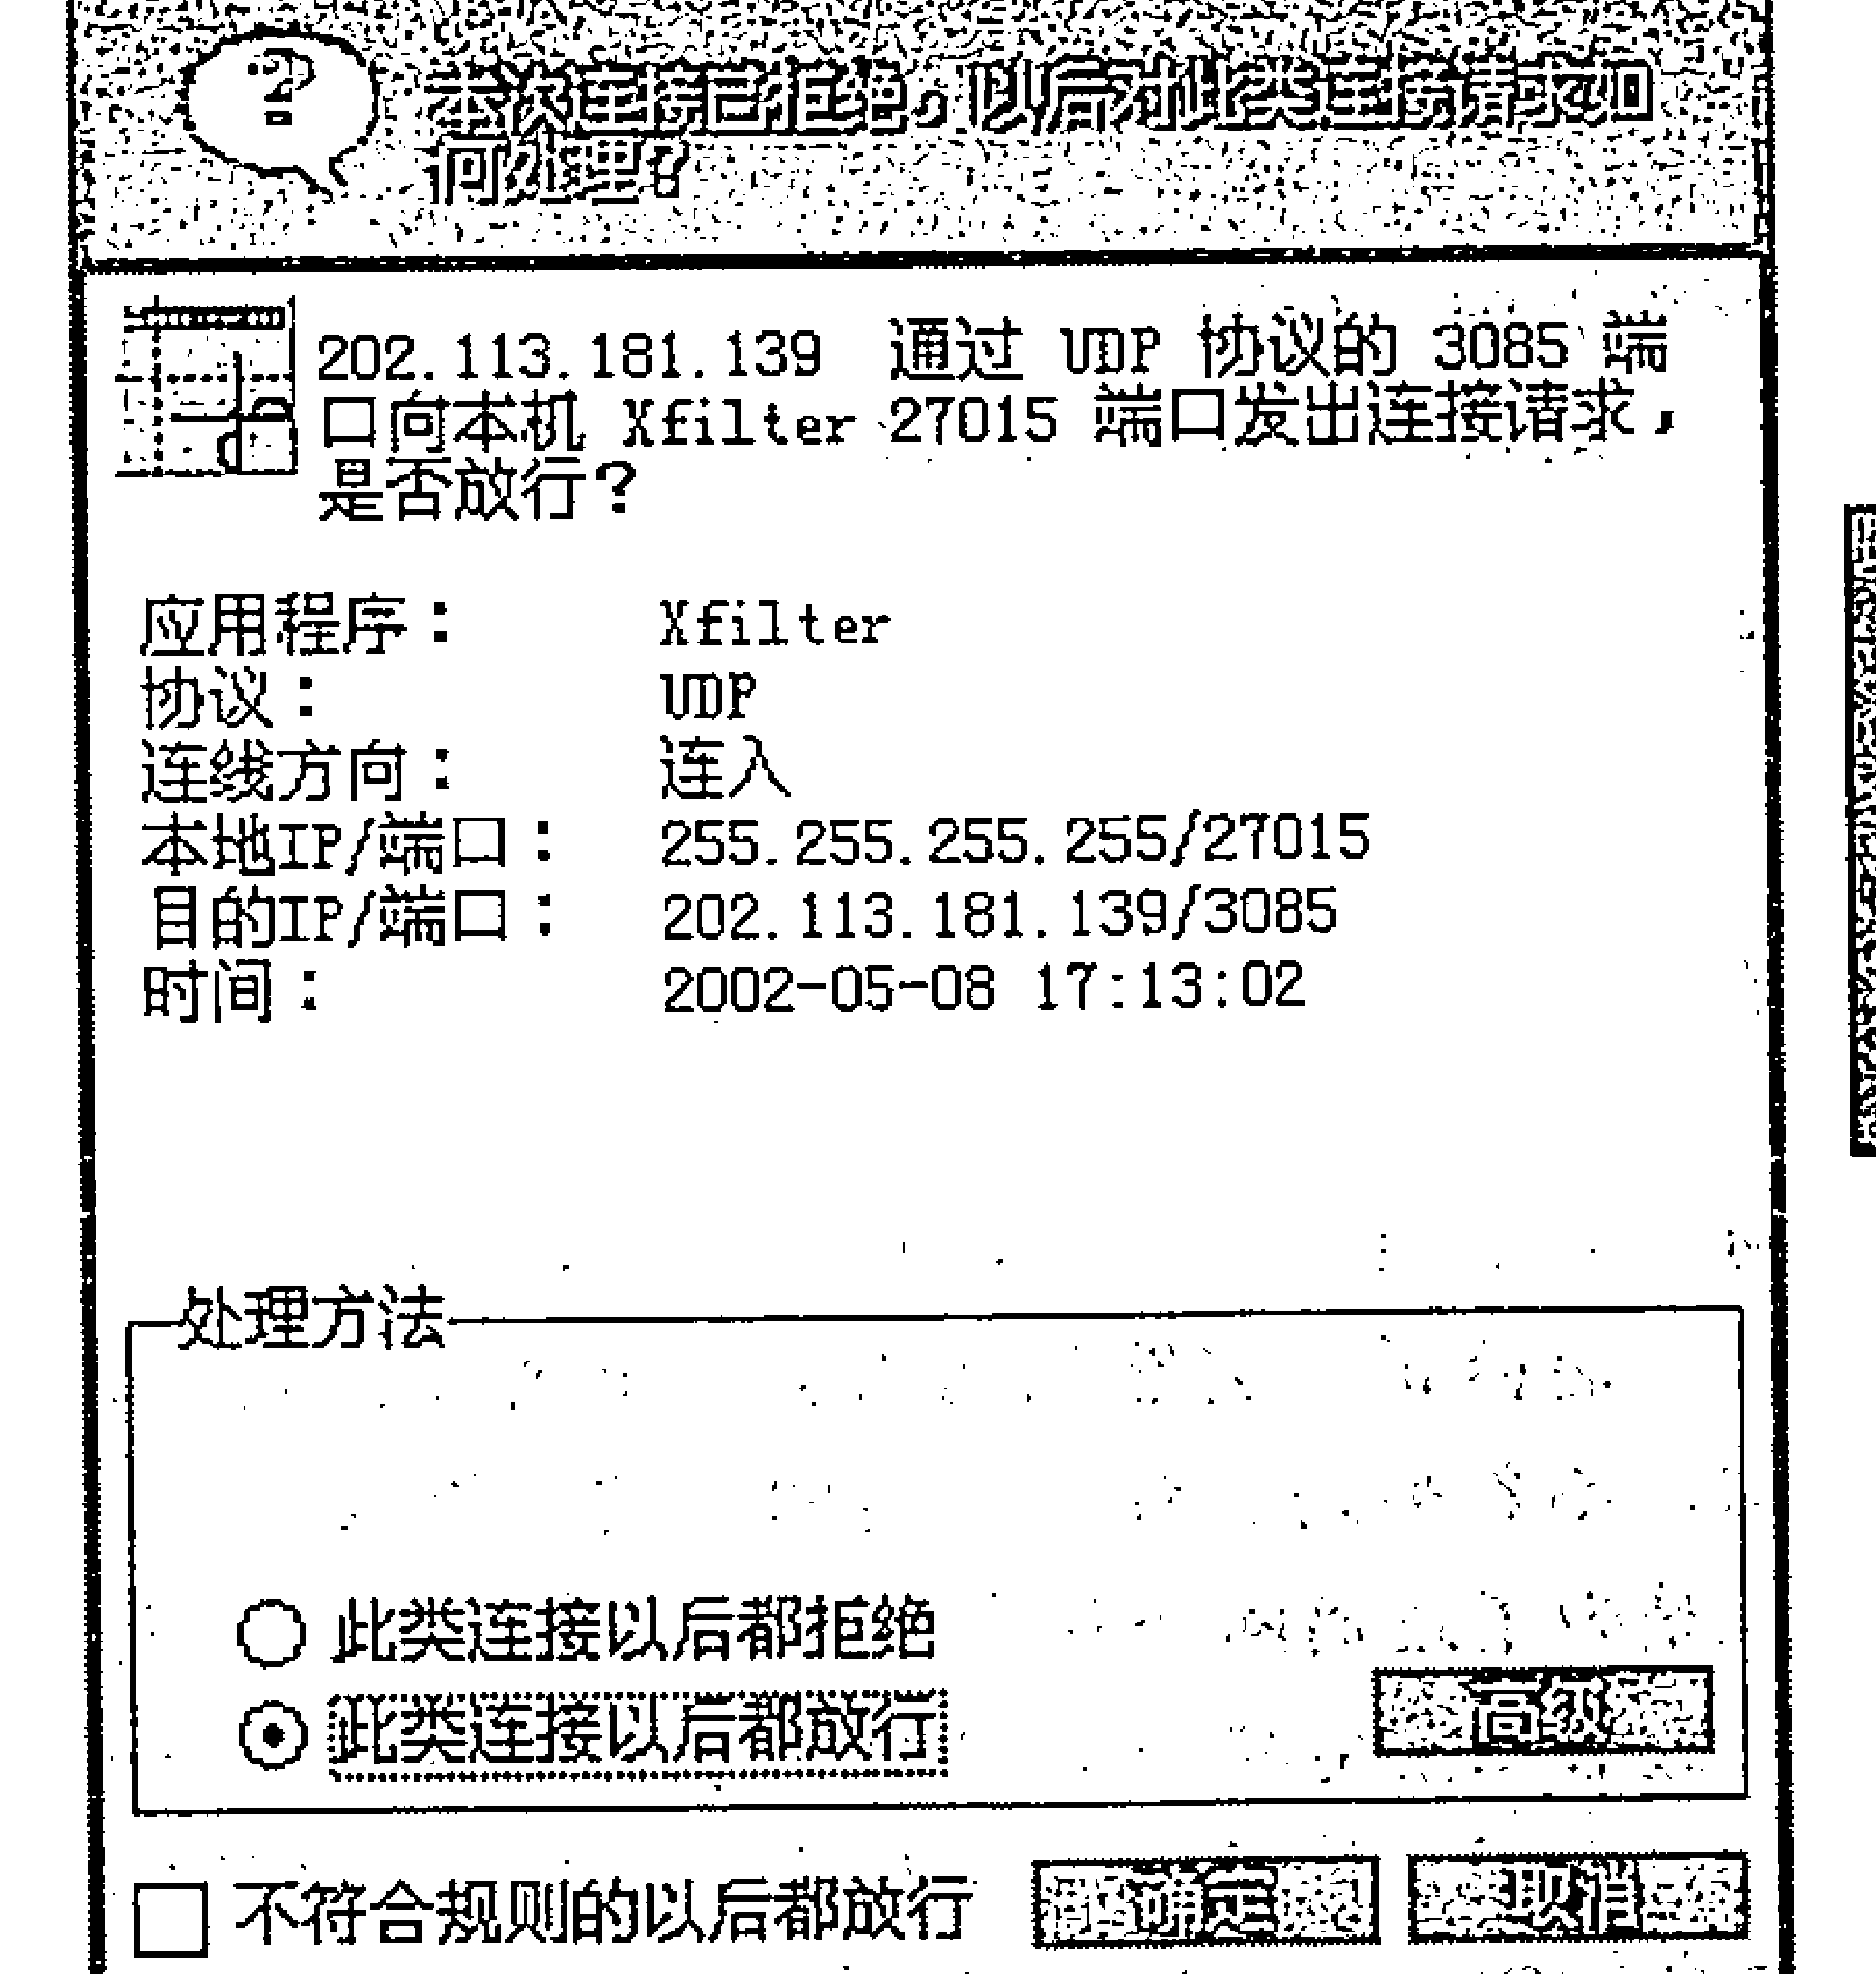 本次连接已拒绝，以后对此类连接请求如
何处理？
202.113.181.139 通过 UDP 协议的 3085 端
口向本机 Xfilter 27015 端口发出连接请求，
是否放行？
应用程序： Xfilter
协议： UDP
连线方向： 连入
本地IP/端口： 255.255.255.255/27015
目的IP/端口： 202.113.181.139/3085
时间： 2002-05-08 17:13:02
处理方法
此类连接以后都拒绝
此类连接以后都放行 高级
不符合规则的以后都放行 确定 取消